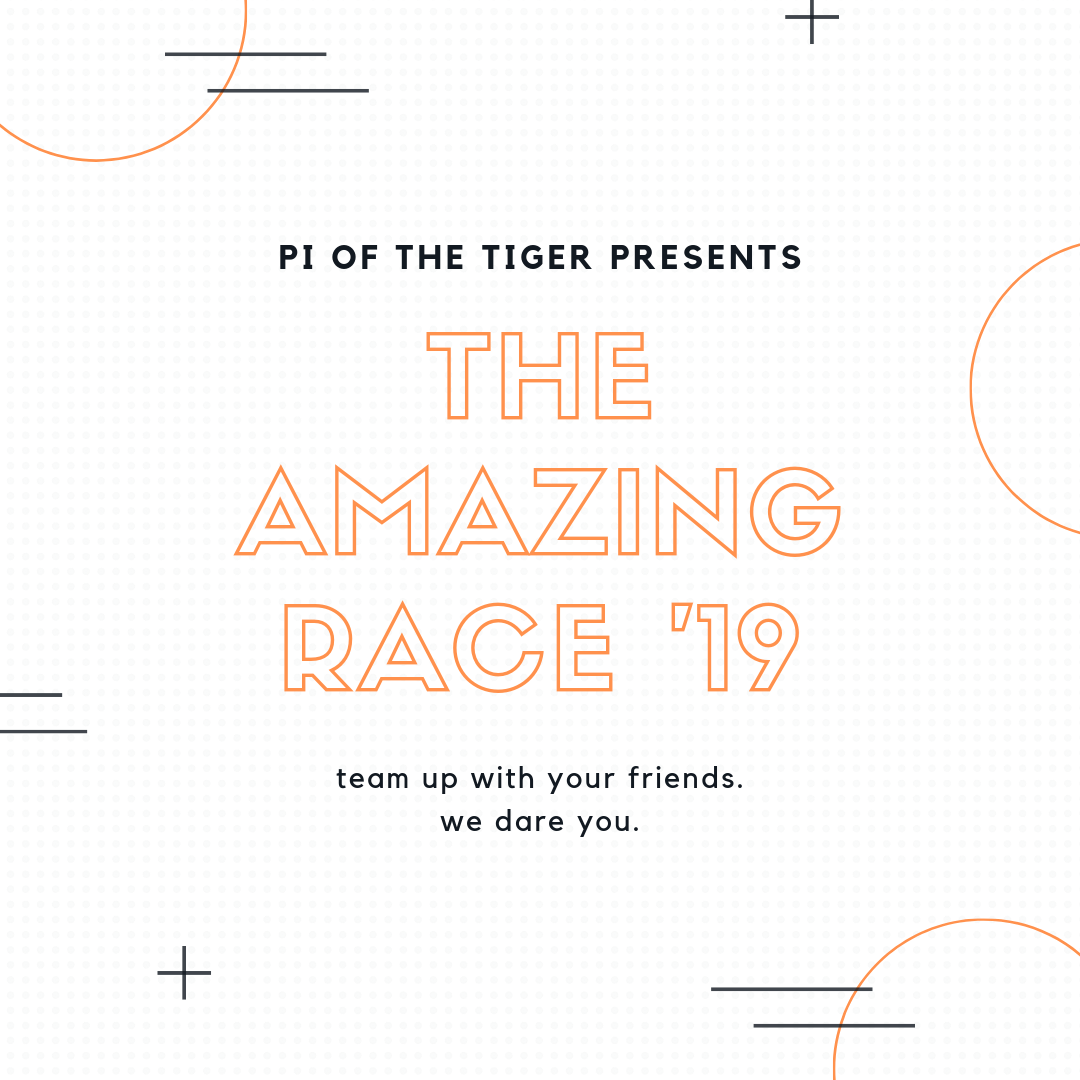 PI OF THE TIGER PRESENTS
THE
AMAZING
RACE '19
team up with your friends.
we dare you.